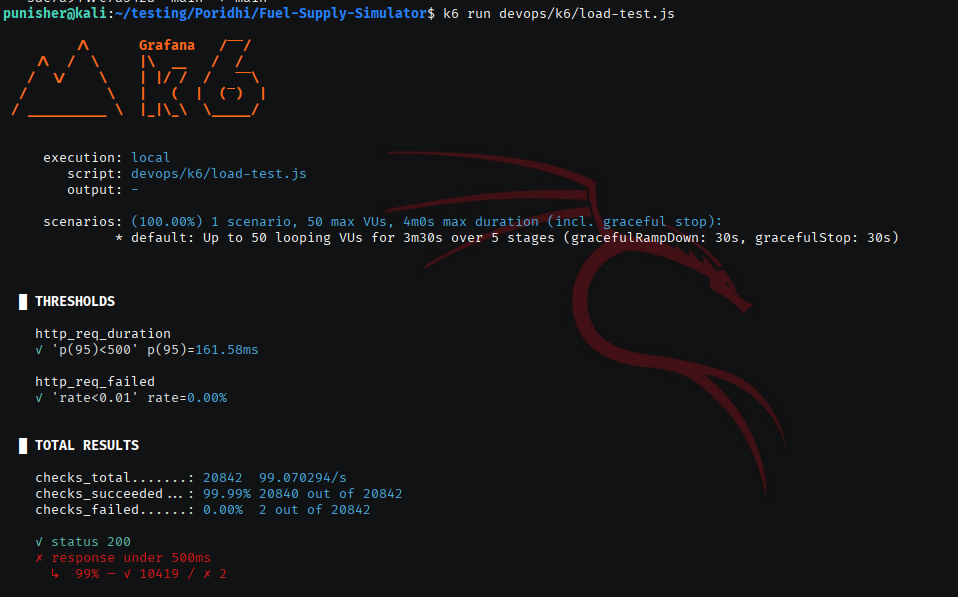 punisher@kali:~/testing/Poridhi/Fuel-Supply-Simulator$ k6 run devops/k6/load-test.js
Grafana
k6
execution: local
script: devops/k6/load-test.js
output: -
scenarios: (100.00%) 1 scenario, 50 max VUs, 4m0s max duration (incl. graceful stop):
* default: Up to 50 looping VUs for 3m30s over 5 stages (gracefulRampDown: 30s, gracefulStop: 30s)
█ THRESHOLDS
http_req_duration
✓ 'p(95)<500' p(95)=161.58ms
http_req_failed
✓ 'rate<0.01' rate=0.00%
█ TOTAL RESULTS
checks_total.......: 20842 99.070294/s
checks_succeeded...: 99.99% 20840 out of 20842
checks_failed......: 0.00% 2 out of 20842
✓ status 200
✗ response under 500ms
↳ 99% — ✓ 10419 / ✗ 2